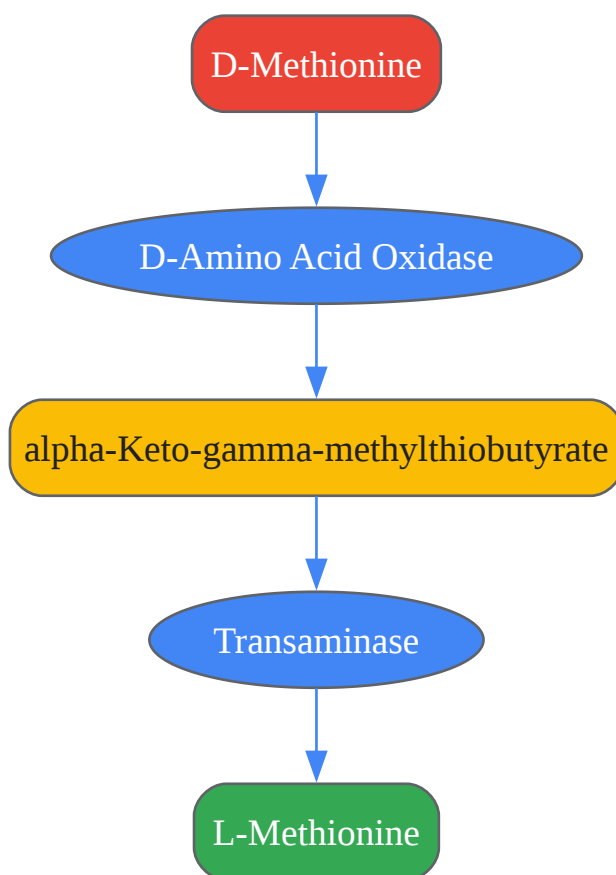 D-Methionine
D-Amino Acid Oxidase
alpha-Keto-gamma-methylthiobutyrate
Transaminase
L-Methionine